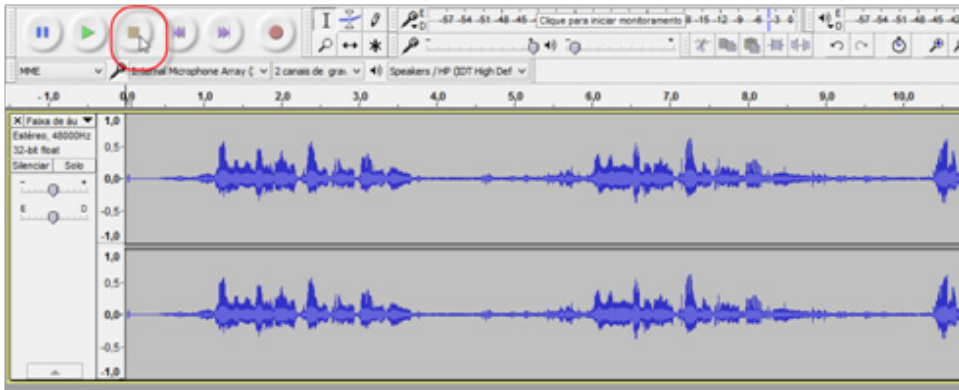 -57 -54 -51 -48 -45 Clique para iniciar monitoramento -15 -12 -9 -6 -3 0
-57 -54 -51 -48 -45
MME
Internal Microphone Array ( 2 canais de grav. Speakers / HP (IDT High Def
- 1,0 0,0 1,0 2,0 3,0 4,0 5,0 6,0 7,0 8,0 9,0 10,0
X Faixa de áu
Estéreo, 48000Hz
32-bit float
Silenciar Solo
- +
E D
1,0
0,5
0,0
-0,5
-1,0
1,0
0,5
0,0
-0,5
-1,0